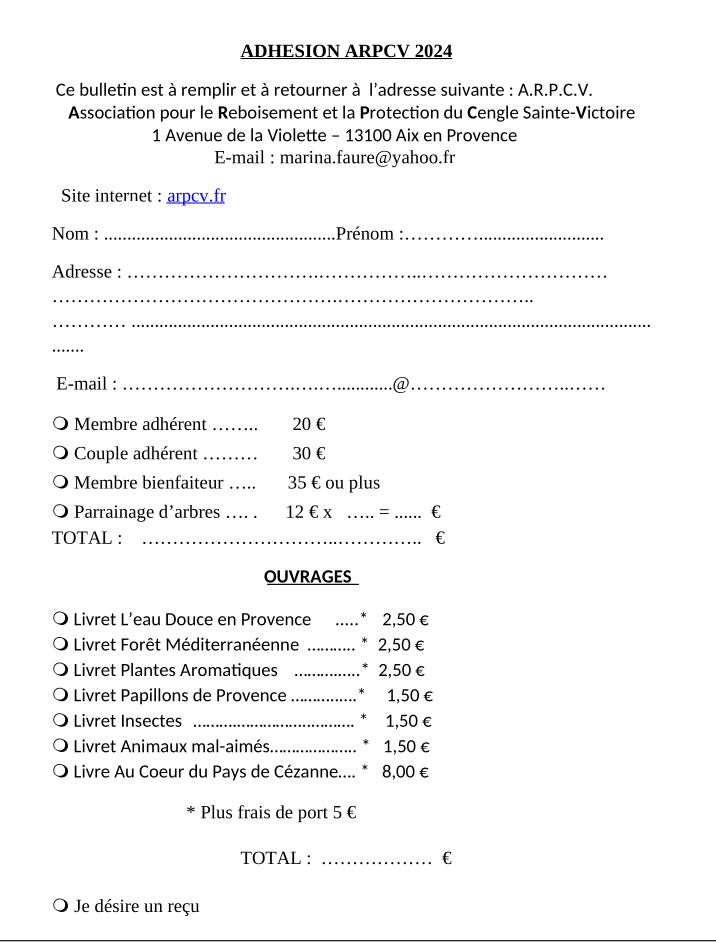 ADHESION ARPCV 2024
Ce bulletin est à remplir et à retourner à  l’adresse suivante : A.R.P.C.V.
Association pour le Reboisement et la Protection du Cengle Sainte-Victoire
1 Avenue de la Violette – 13100 Aix en Provence
E-mail : marina.faure@yahoo.fr
Site internet : arpcv.fr
Nom : ..................................................Prénom :…………...........................
Adresse : ………………………….……………..………………………
…………………………………….………………………..
………… ................................................................................................................
.......
E-mail : ……………………….….…............@……………………..……
❍ Membre adhérent ……..       20 €
❍ Couple adhérent ………       30 €
❍ Membre bienfaiteur …..       35 € ou plus
❍ Parrainage d’arbres …. .      12 € x   ….. = ......  €
TOTAL :    …………………………..…………..   €
OUVRAGES
❍ Livret L’eau Douce en Provence     .....*   2,50 €
❍ Livret Forêt Méditerranéenne  ……….. *  2,50 €
❍ Livret Plantes Aromatiques   …………...*  2,50 €
❍ Livret Papillons de Provence …………....*     1,50 €
❍ Livret Insectes  ………..……………………. *    1,50 €
❍ Livret Animaux mal-aimés……………….. *   1,50 €
❍ Livre Au Coeur du Pays de Cézanne…. *   8,00 €
* Plus frais de port 5 €
TOTAL :  ………………  €
❍ Je désire un reçu